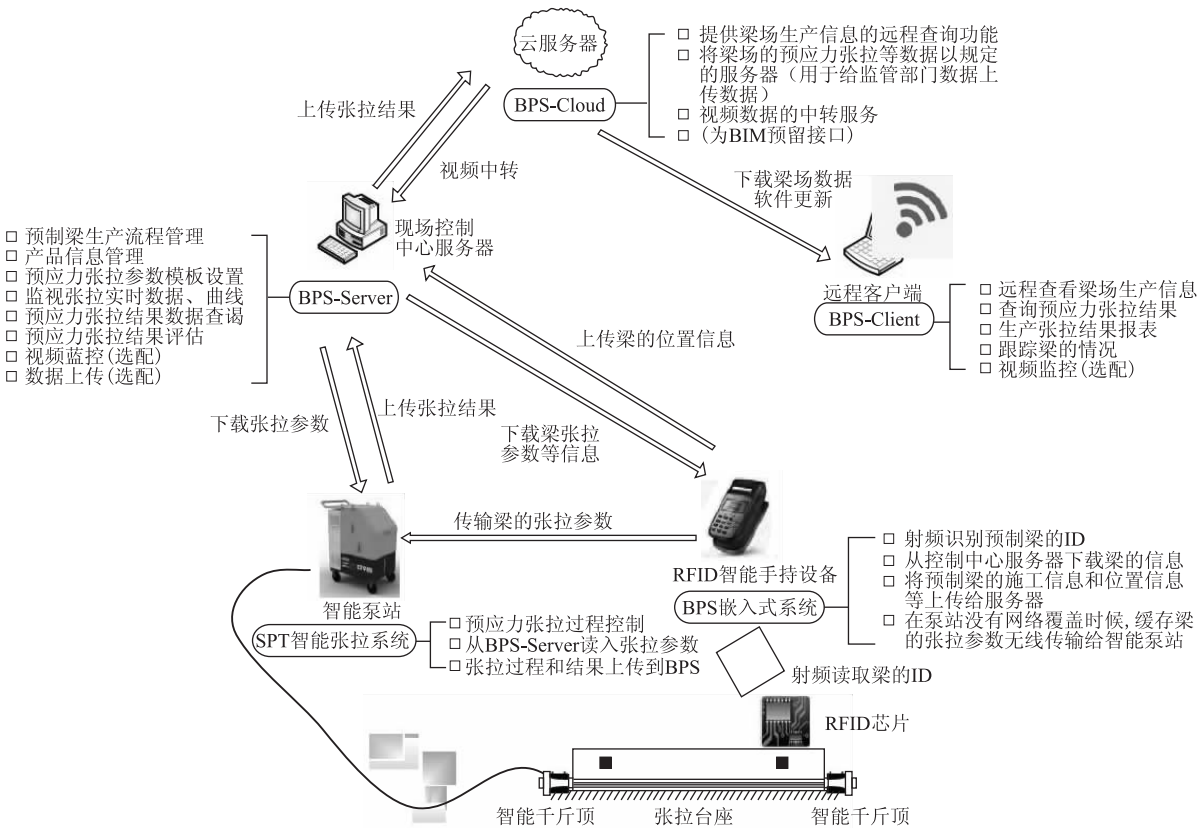 云服务器
BPS-Cloud
□ 提供梁场生产信息的远程查询功能
□ 将梁场的预应力张拉等数据以规定
的服务器（用于给监管部门数据上
传数据）
□ 视频数据的中转服务
□ (为BIM预留接口)
上传张拉结果
视频中转
下载梁场数据
软件更新
现场控制
中心服务器
□ 预制梁生产流程管理
□ 产品信息管理
□ 预应力张拉参数模板设置
□ 监视张拉实时数据、曲线
□ 预应力张拉结果数据查谒
□ 预应力张拉结果评估
□ 视频蓝控(选配)
□ 数据上传(选配)
BPS-Server
远程客户端
BPS-Client
□ 远程查看梁场生产信息
□ 查询预应力张拉结果
□ 生产张拉结果报表
□ 跟踪梁的情况
□ 视频监控(选配)
上传梁的位置信息
下载张拉参数
上传张拉结果
下载梁张拉
参数等信息
传输梁的张拉参数
智能泵站
SPT智能张拉系统
□ 预应力张拉过程控制
□ 从BPS-Server读入张拉参数
□ 张拉过程和结果上传到BPS
RFID智能手持设备
BPS嵌入式系统
□ 射频识别预制梁的ID
□ 从控制中心服务器下载梁的信息
□ 将预制梁的施工信息和位置信息
等上传给服务器
□ 在泵站没有网络覆盖时候,缓存梁
的张拉参数无线传输给智能泵站
射频读取梁的ID
RFID芯片
智能千斤顶
张拉台座
智能千斤顶